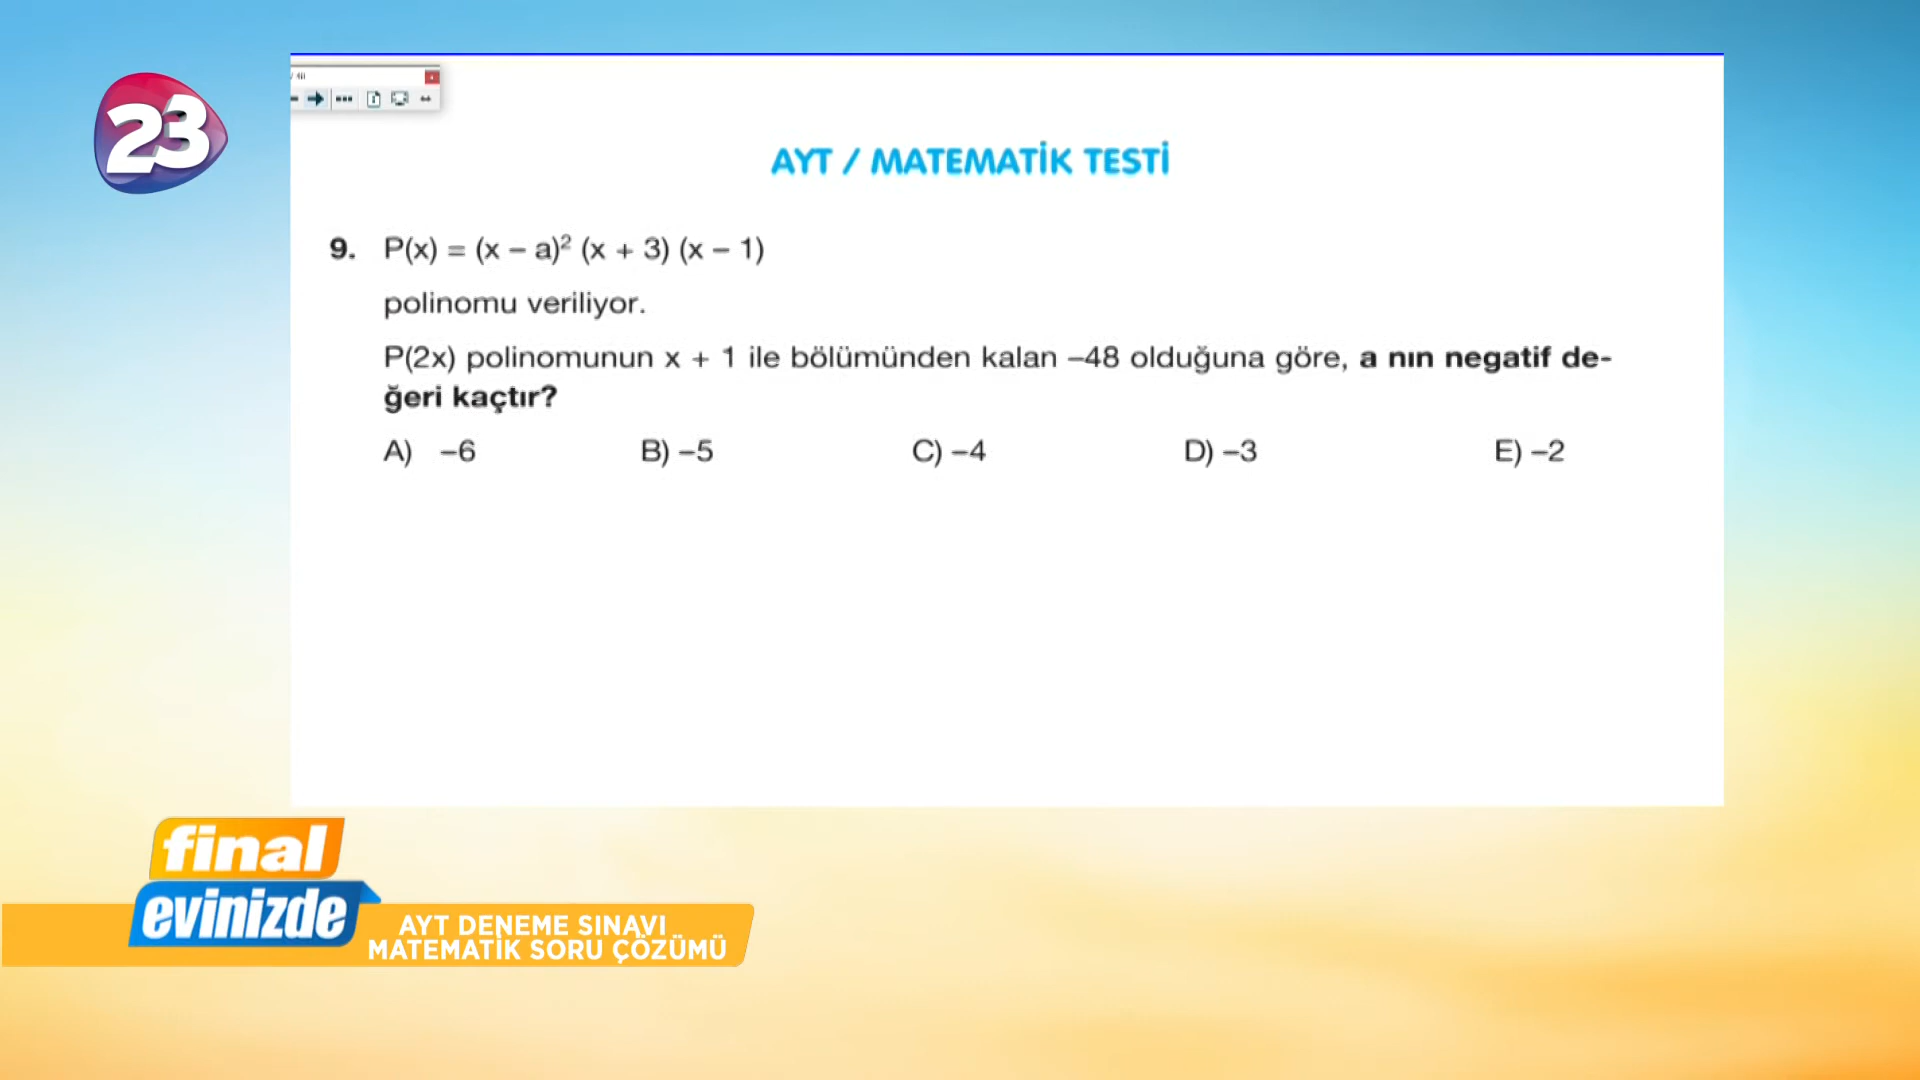 23
AYT / MATEMATİK TESTİ
9. P(x) = (x – a)² (x + 3) (x – 1)
polinomu veriliyor.
P(2x) polinomunun x + 1 ile bölümünden kalan –48 olduğuna göre, a nın negatif de-
ğeri kaçtır?
A) –6 B) –5 C) –4 D) –3 E) –2
final
evinizde
AYT DENEME SINAVI
MATEMATİK SORU ÇÖZÜMÜ